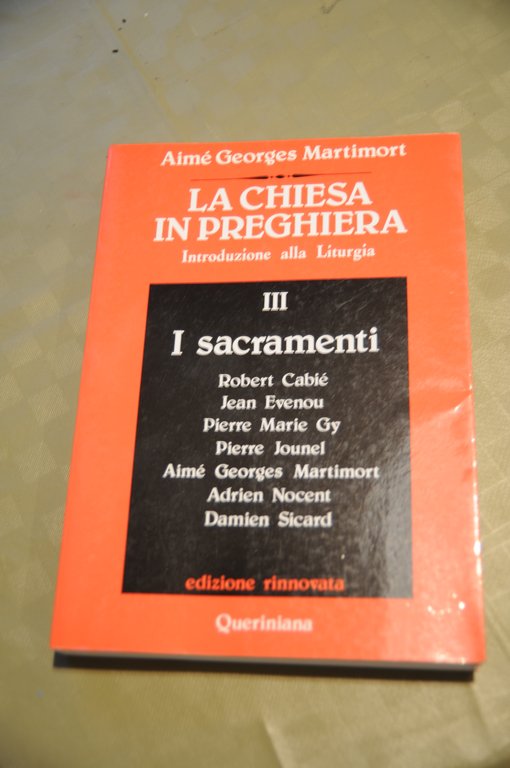 Aimé Georges Martimort
LA CHIESA
IN PREGHIERA
Introduzione alla Liturgia
III
I sacramenti
Robert Cabié
Jean Evenou
Pierre Marie Gy
Pierre Jounel
Aimé Georges Martimort
Adrien Nocent
Damien Sicard
edizione rinnovata
Queriniana